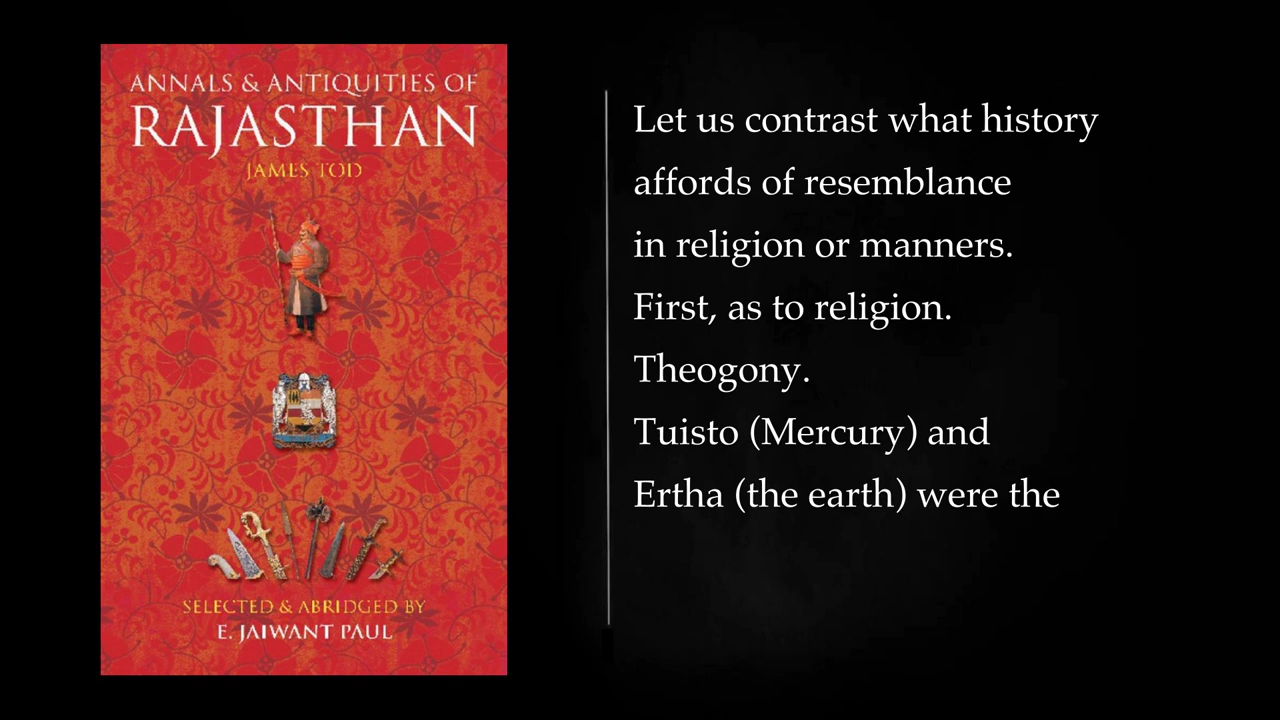 ANNALS & ANTIQUITIES OF
RAJASTHAN
JAMES TOD
SELECTED & ABRIDGED BY
E. JAIWANT PAUL
Let us contrast what history
affords of resemblance
in religion or manners.
First, as to religion.
Theogony.
Tuisto (Mercury) and
Ertha (the earth) were the